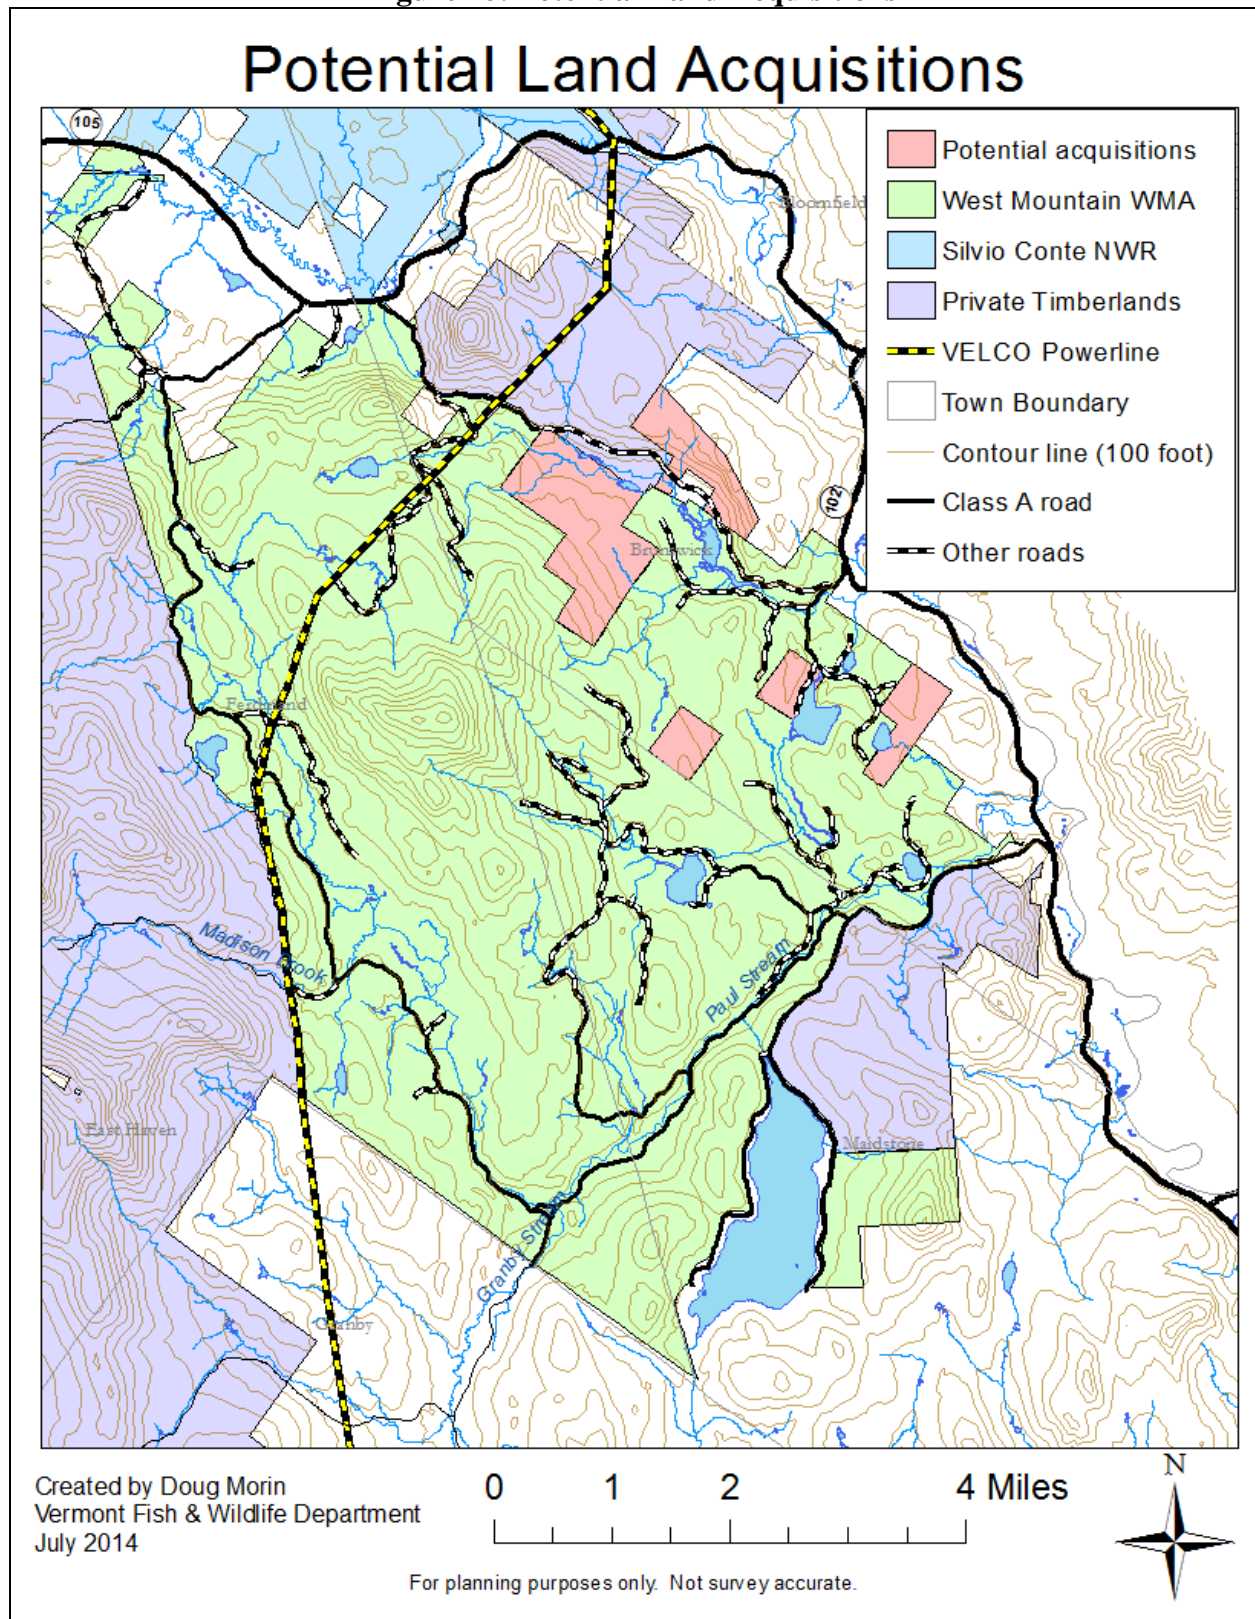 Potential Land Acquisitions
105
Bloomfield
Potential acquisitions
West Mountain WMA
Silvio Conte NWR
Private Timberlands
VELCO Powerline
Town Boundary
Contour line (100 foot)
Class A road
Other roads
102
Brunswick
Ferdinand
Madison Brook
Paul Stream
East Haven
Maidstone
Granby Stream
Granby
Created by Doug Morin
Vermont Fish & Wildlife Department
July 2014
0 1 2 4 Miles
N
For planning purposes only. Not survey accurate.